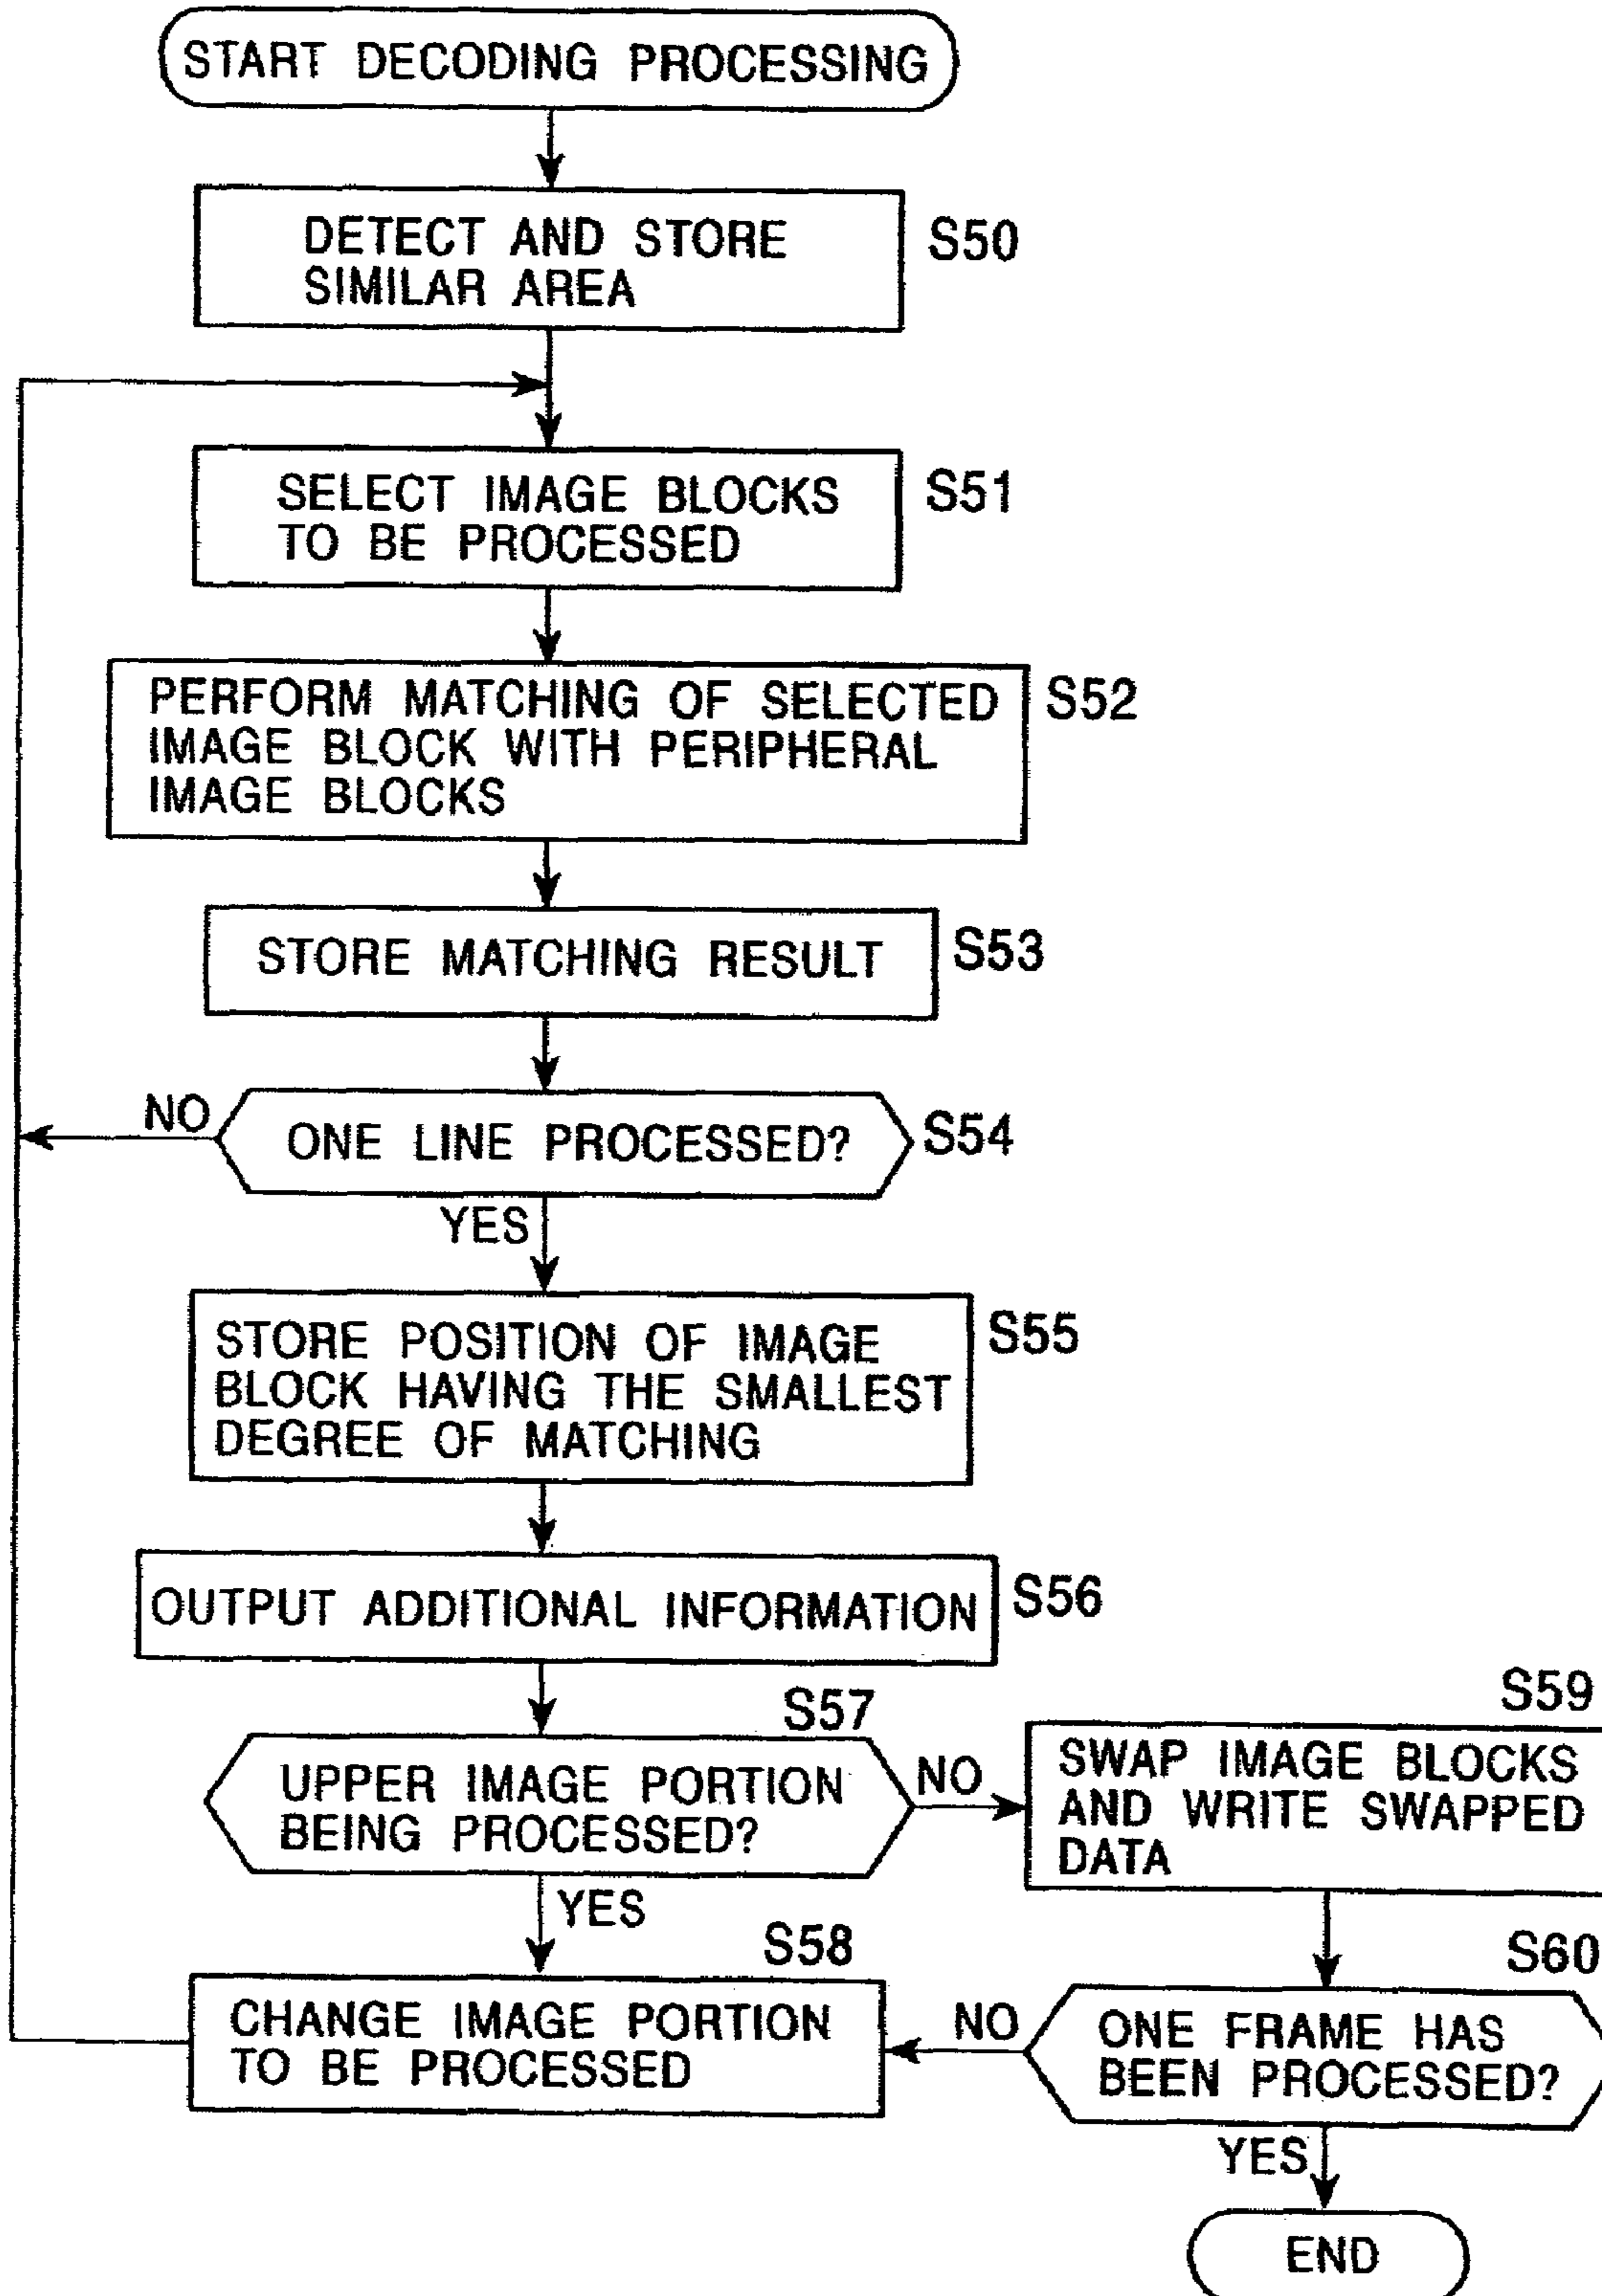 START DECODING PROCESSING
DETECT AND STORE
SIMILAR AREA
S50
SELECT IMAGE BLOCKS
TO BE PROCESSED
S51
PERFORM MATCHING OF SELECTED
IMAGE BLOCK WITH PERIPHERAL
IMAGE BLOCKS
S52
STORE MATCHING RESULT
S53
NO
ONE LINE PROCESSED?
S54
YES
STORE POSITION OF IMAGE
BLOCK HAVING THE SMALLEST
DEGREE OF MATCHING
S55
OUTPUT ADDITIONAL INFORMATION
S56
S57
UPPER IMAGE PORTION
BEING PROCESSED?
NO
YES
S59
SWAP IMAGE BLOCKS
AND WRITE SWAPPED
DATA
S58
CHANGE IMAGE PORTION
TO BE PROCESSED
S60
NO
ONE FRAME HAS
BEEN PROCESSED?
YES
END